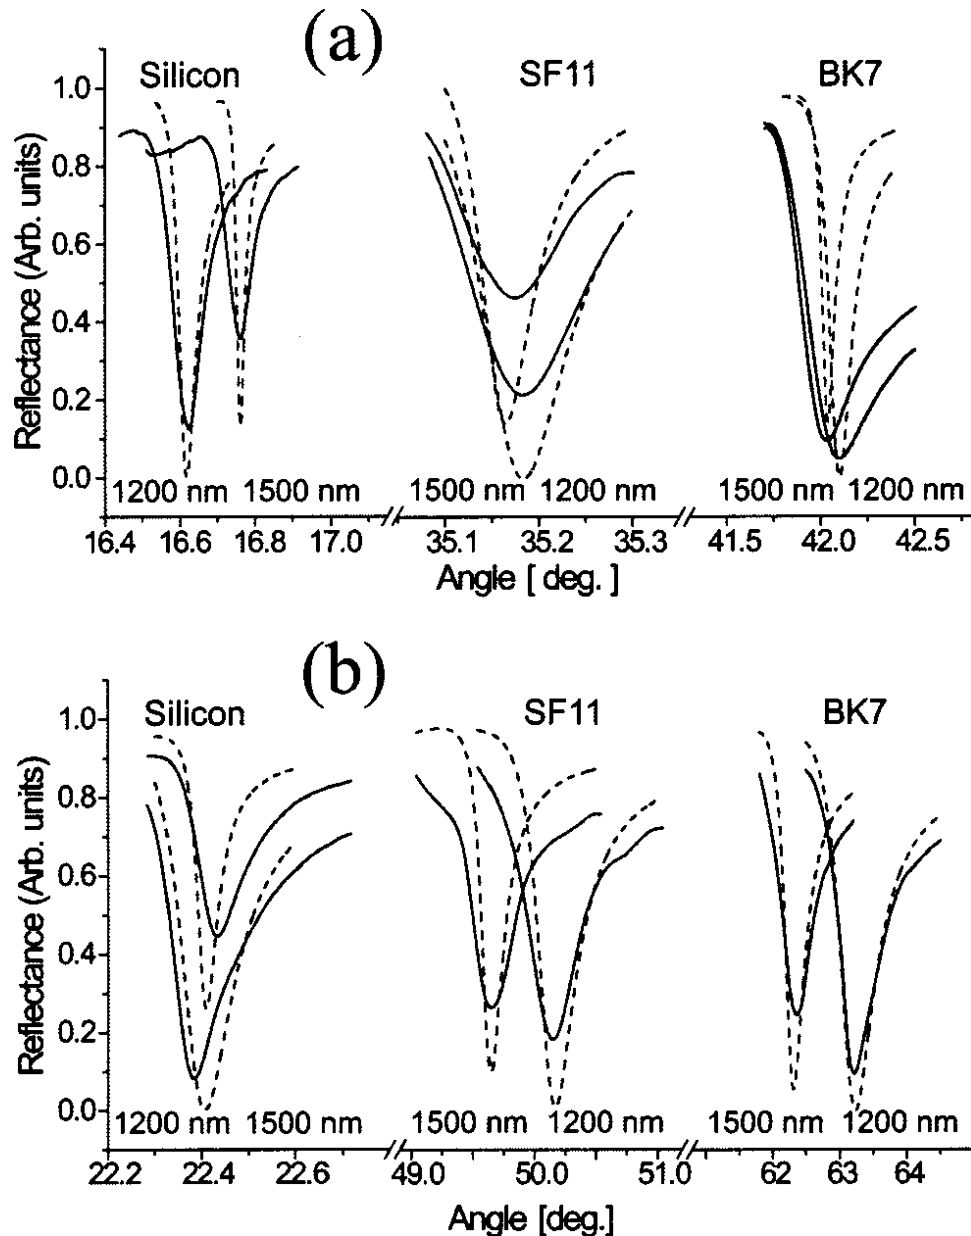 (a)
Silicon SF11 BK7
1.0
0.8
0.6
0.4
0.2
0.0
Reflectance (Arb. units)
1200 nm 1500 nm 1500 nm 1200 nm 1500 nm 1200 nm
16.4 16.6 16.8 17.0 35.1 35.2 35.3 41.5 42.0 42.5
Angle [ deg. ]
(b)
Silicon SF11 BK7
1.0
0.8
0.6
0.4
0.2
0.0
Reflectance (Arb. units)
1200 nm 1500 nm 1500 nm 1200 nm 1500 nm 1200 nm
22.2 22.4 22.6 49.0 50.0 51.0 62 63 64
Angle [deg.]